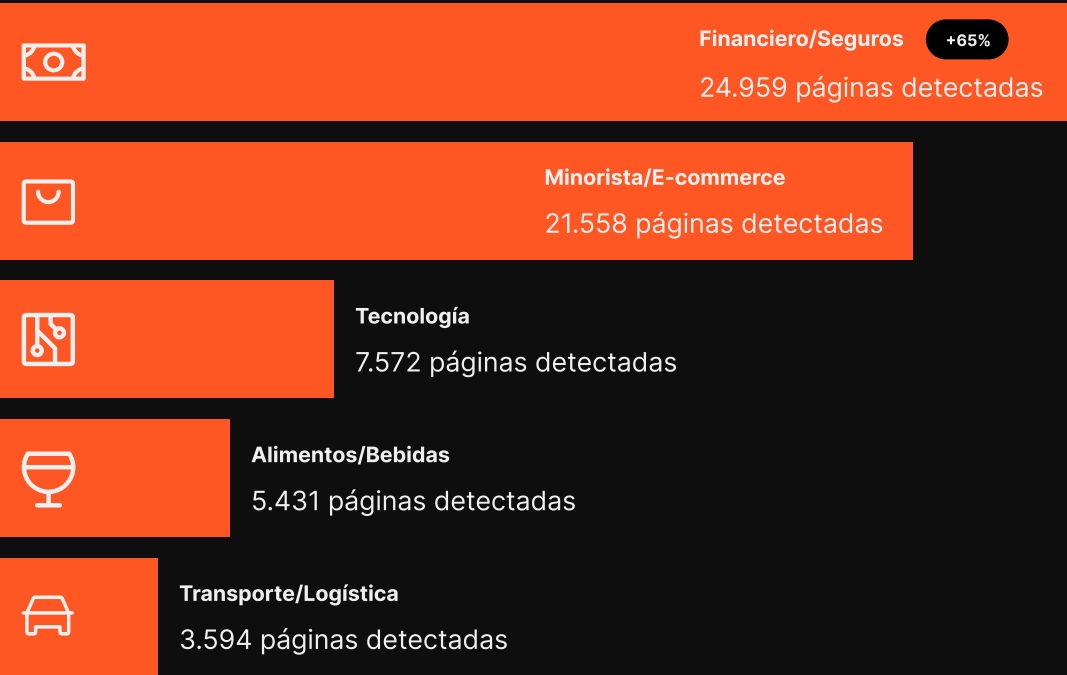 Financiero/Seguros +65%
24.959 páginas detectadas
Minorista/E-commerce
21.558 páginas detectadas
Tecnología
7.572 páginas detectadas
Alimentos/Bebidas
5.431 páginas detectadas
Transporte/Logística
3.594 páginas detectadas